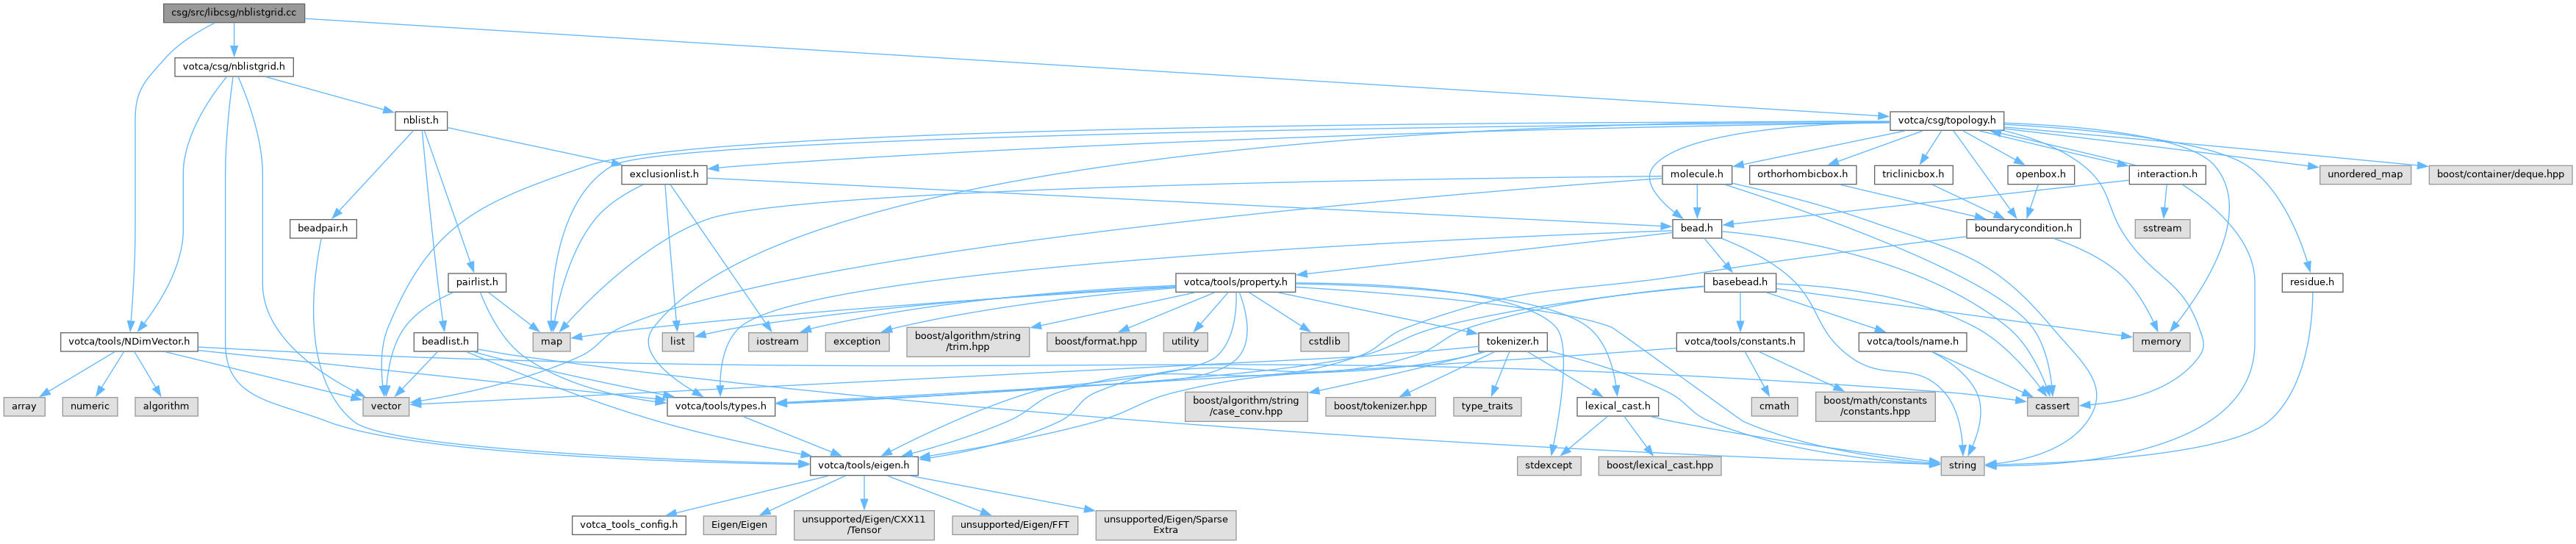 csg/src/libcsg/nblistgrid.cc
votca/csg/nblistgrid.h
nblist.h
votca/csg/topology.h
exclusionlist.h
molecule.h
orthorhombicbox.h
triclinicbox.h
openbox.h
interaction.h
unordered_map
boost/container/deque.hpp
beadpair.h
bead.h
boundarycondition.h
sstream
pairlist.h
votca/tools/property.h
basebead.h
residue.h
votca/tools/NDimVector.h
beadlist.h
map
list
iostream
exception
boost/algorithm/string
/trim.hpp
boost/format.hpp
utility
cstdlib
tokenizer.h
votca/tools/constants.h
votca/tools/name.h
memory
array
numeric
algorithm
vector
votca/tools/types.h
boost/algorithm/string
/case_conv.hpp
boost/tokenizer.hpp
type_traits
lexical_cast.h
cmath
boost/math/constants
/constants.hpp
cassert
votca/tools/eigen.h
stdexcept
boost/lexical_cast.hpp
string
votca_tools_config.h
Eigen/Eigen
unsupported/Eigen/CXX11
/Tensor
unsupported/Eigen/FFT
unsupported/Eigen/Sparse
Extra